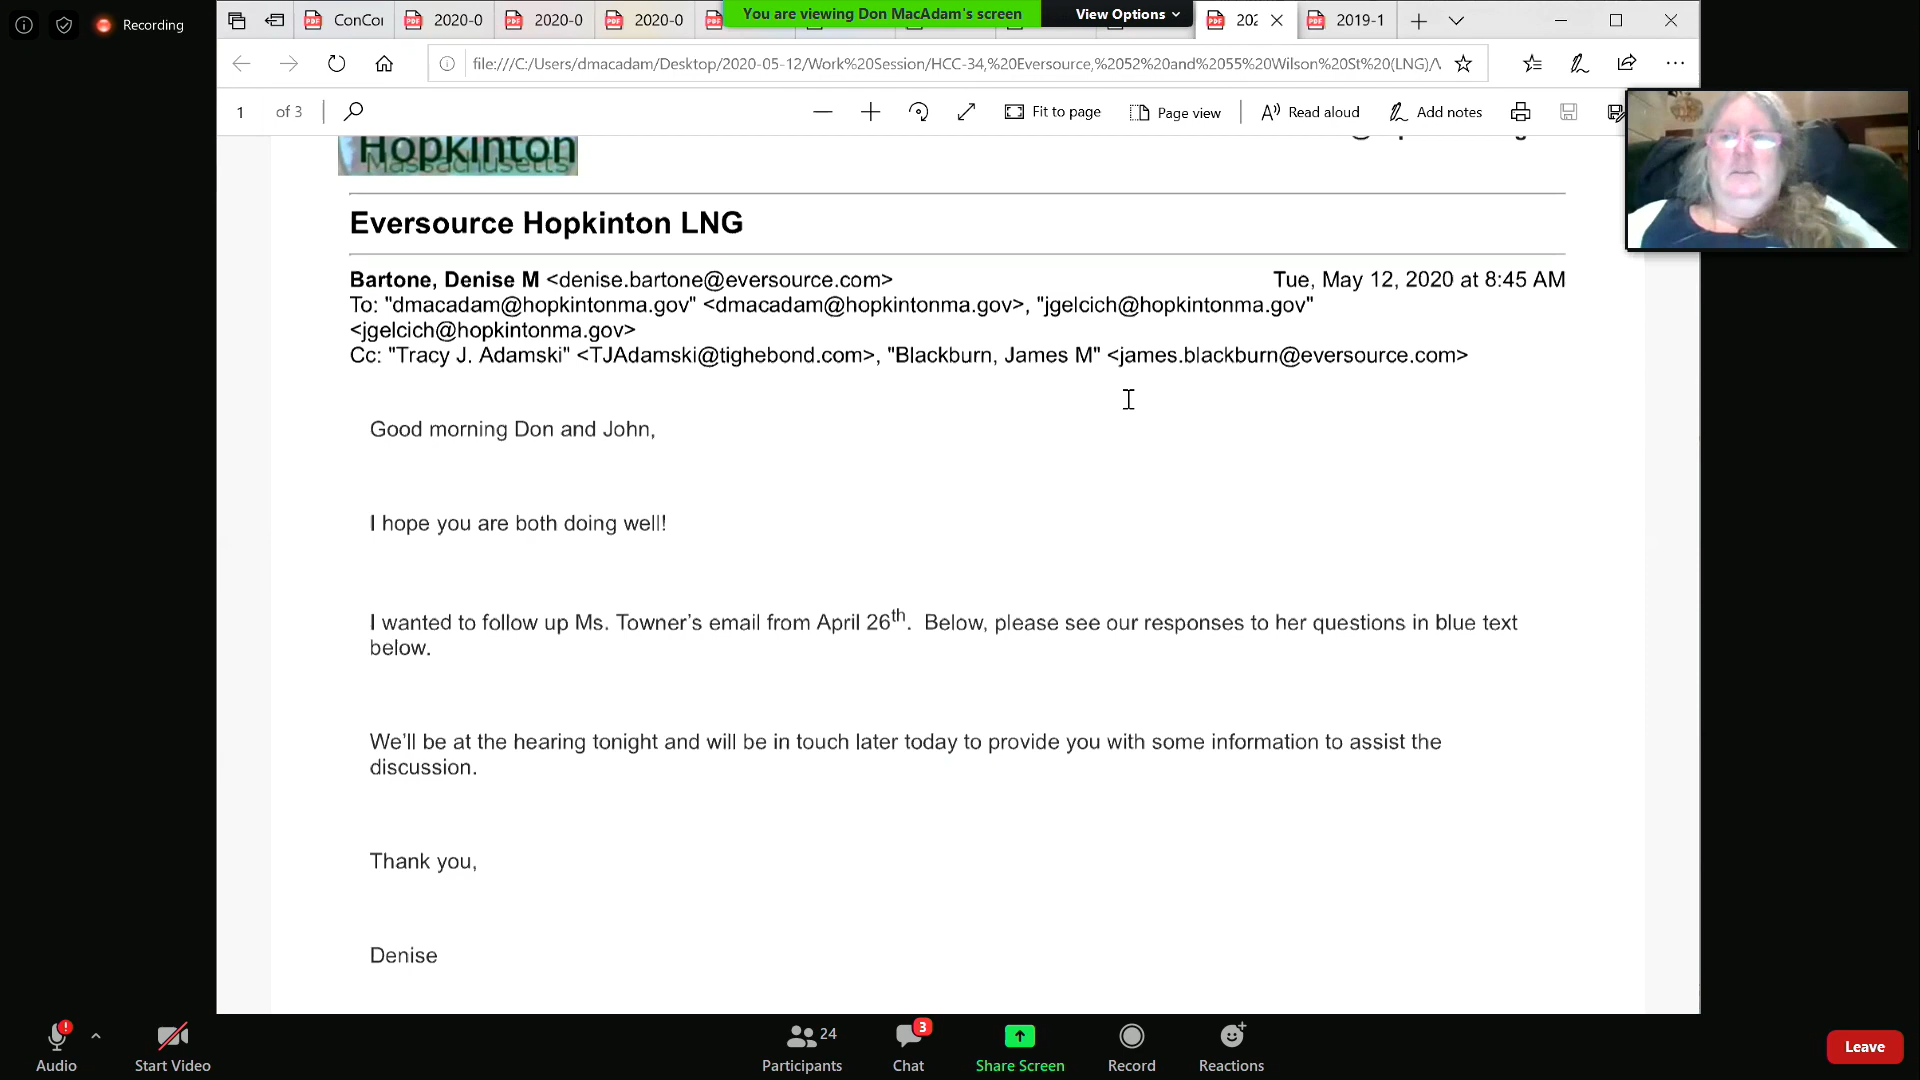 Recording
ConCor
2020-0
2020-0
2020-0
You are viewing Don MacAdam's screen
View Options
202
2019-1
file:///C:/Users/dmacadam/Desktop/2020-05-12/Work%20Session/HCC-34,%20Eversource,%2052%20and%2055%20Wilson%20St%20(LNG)/\
1 of 3
Fit to page
Page view
Read aloud
Add notes
Hopkinton
Massachusetts
Eversource Hopkinton LNG
Bartone, Denise M <denise.bartone@eversource.com> Tue, May 12, 2020 at 8:45 AM
To: "dmacadam@hopkintonma.gov" <dmacadam@hopkintonma.gov>, "jgelcich@hopkintonma.gov"
<jgelcich@hopkintonma.gov>
Cc: "Tracy J. Adamski" <TJAdamski@tighebond.com>, "Blackburn, James M" <james.blackburn@eversource.com>
Good morning Don and John,
I hope you are both doing well!
I wanted to follow up Ms. Towner’s email from April 26th. Below, please see our responses to her questions in blue text
below.
We’ll be at the hearing tonight and will be in touch later today to provide you with some information to assist the
discussion.
Thank you,
Denise
Audio
Start Video
24
Participants
3
Chat
Share Screen
Record
Reactions
Leave